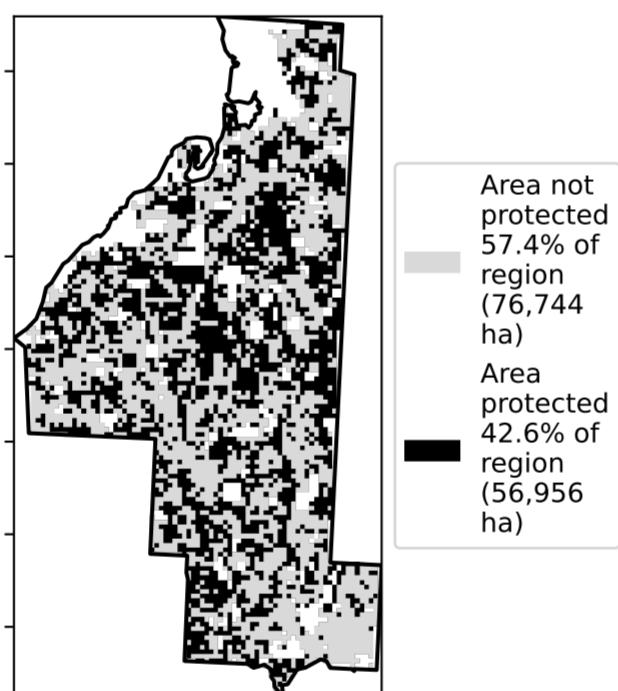 Area not
protected
57.4% of
region
(76,744
ha)
Area
protected
42.6% of
region
(56,956
ha)